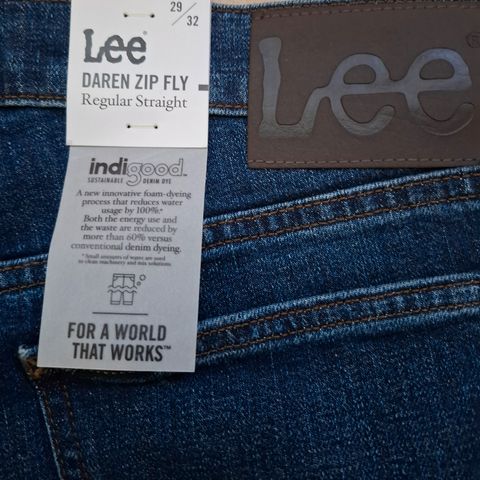 29
32
Lee®
DAREN ZIP FLY
Regular Straight
Lee
indigood™
SUSTAINABLE DENIM DYE
A new innovative foam-dyeing
process that reduces water
usage by 100%.*
Both the energy use and
the waste are reduced by
more than 60% versus
conventional denim dyeing.
* Small amounts of water are used
to clean machinery and mix solutions.
FOR A WORLD
THAT WORKS™